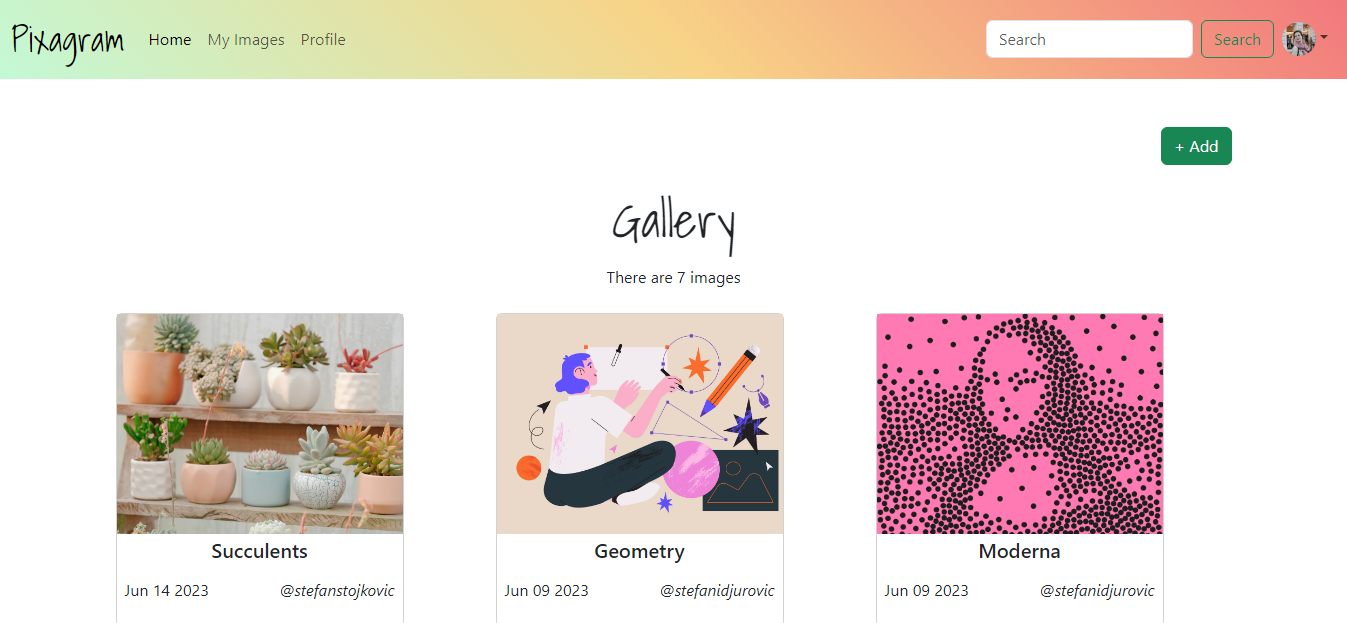 Pixagram Home My Images Profile Search Search
+ Add
Gallery
There are 7 images
Succulents Geometry Moderna
Jun 14 2023 @stefanstojkovic Jun 09 2023 @stefanidjurovic Jun 09 2023 @stefanidjurovic